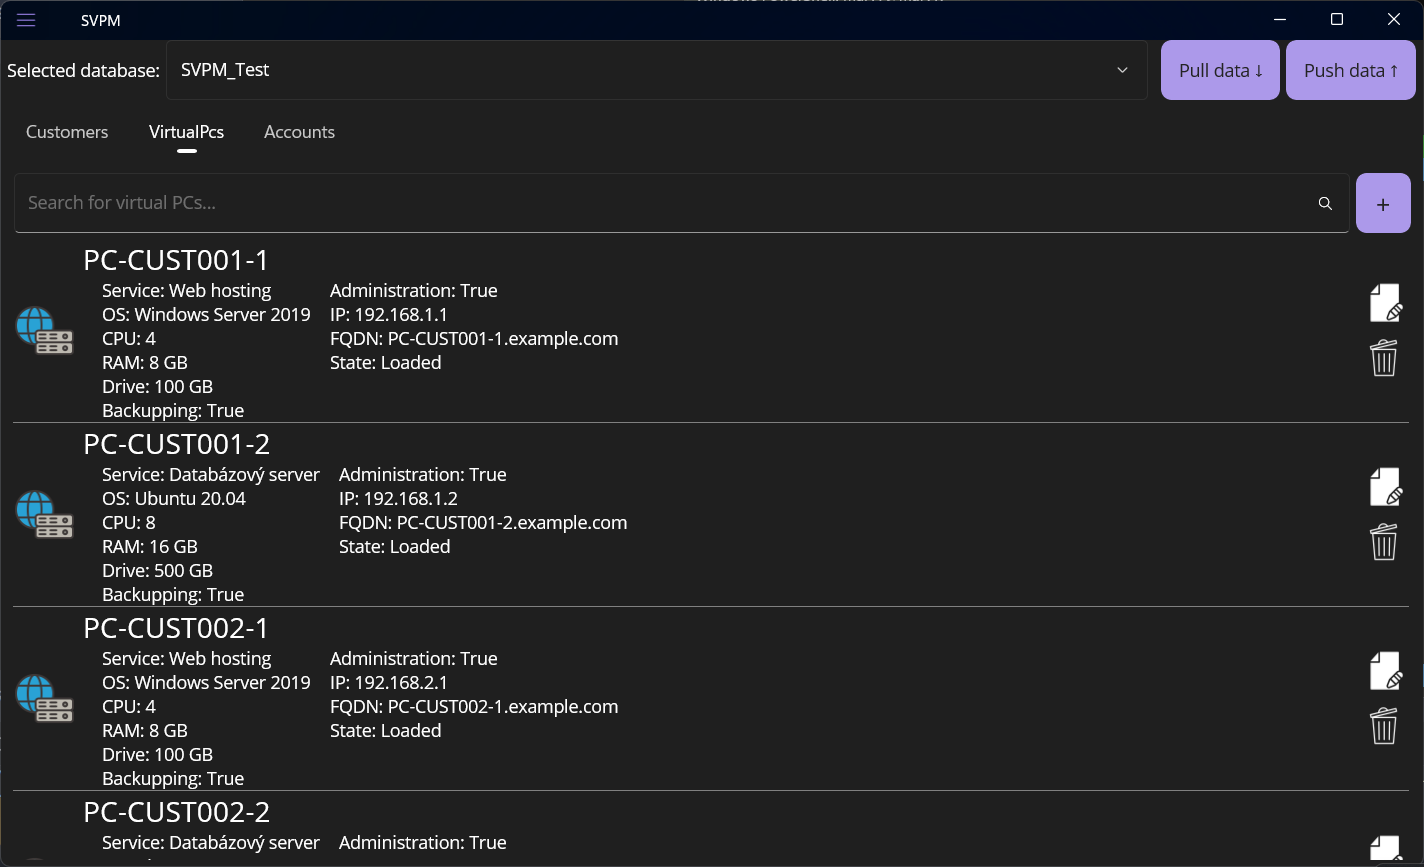 SVPM
Selected database: SVPM_Test
Pull data ↓
Push data ↑
Customers
VirtualPcs
Accounts
Search for virtual PCs...
+
PC-CUST001-1
Service: Web hosting
OS: Windows Server 2019
CPU: 4
RAM: 8 GB
Drive: 100 GB
Backupping: True
Administration: True
IP: 192.168.1.1
FQDN: PC-CUST001-1.example.com
State: Loaded
PC-CUST001-2
Service: Databázový server
OS: Ubuntu 20.04
CPU: 8
RAM: 16 GB
Drive: 500 GB
Backupping: True
Administration: True
IP: 192.168.1.2
FQDN: PC-CUST001-2.example.com
State: Loaded
PC-CUST002-1
Service: Web hosting
OS: Windows Server 2019
CPU: 4
RAM: 8 GB
Drive: 100 GB
Backupping: True
Administration: True
IP: 192.168.2.1
FQDN: PC-CUST002-1.example.com
State: Loaded
PC-CUST002-2
Service: Databázový server
Administration: True